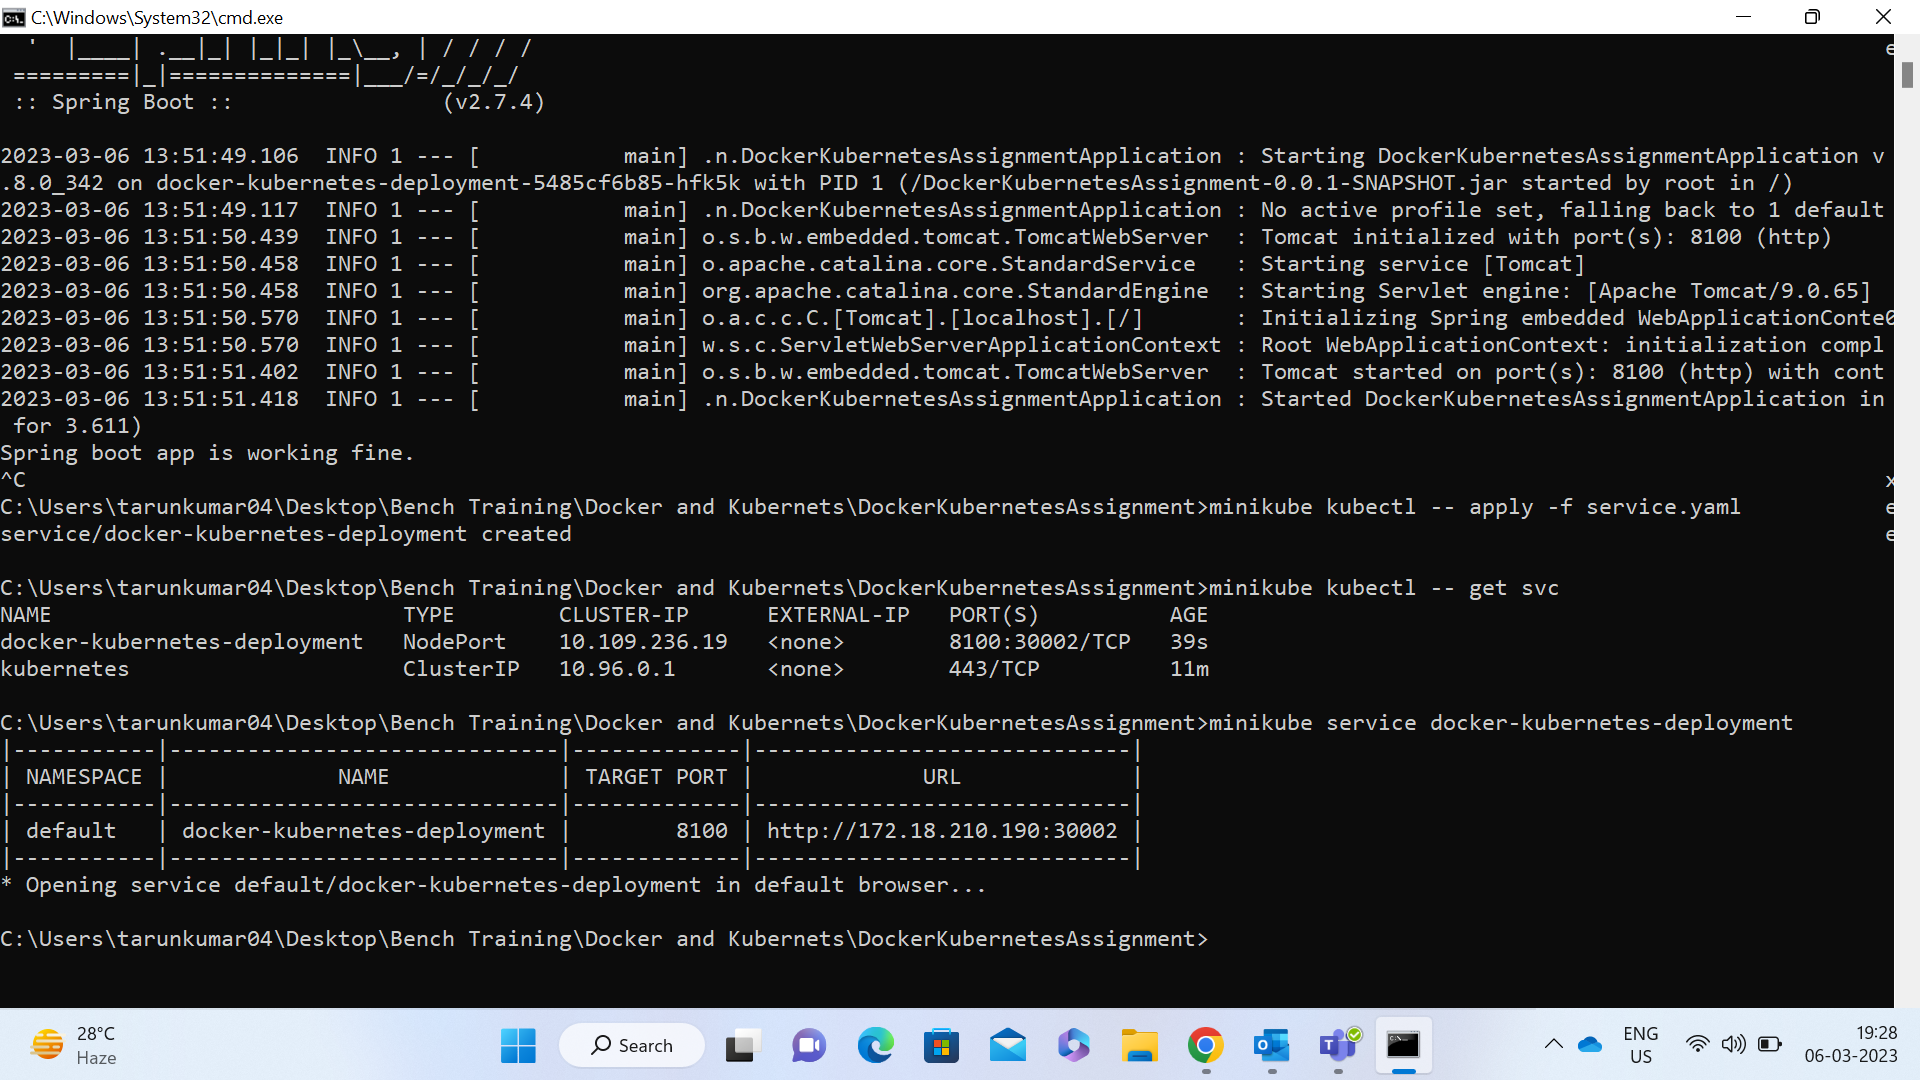 C:\Windows\System32\cmd.exe
  '  |____| .__|_| |_|_| |_\__, | / / / /
 =========|_|==============|___/=/_/_/_/
 :: Spring Boot ::                (v2.7.4)
2023-03-06 13:51:49.106  INFO 1 --- [           main] .n.DockerKubernetesAssignmentApplication : Starting DockerKubernetesAssignmentApplication v
.8.0_342 on docker-kubernetes-deployment-5485cf6b85-hfk5k with PID 1 (/DockerKubernetesAssignment-0.0.1-SNAPSHOT.jar started by root in /)
2023-03-06 13:51:49.117  INFO 1 --- [           main] .n.DockerKubernetesAssignmentApplication : No active profile set, falling back to 1 default
2023-03-06 13:51:50.439  INFO 1 --- [           main] o.s.b.w.embedded.tomcat.TomcatWebServer  : Tomcat initialized with port(s): 8100 (http)
2023-03-06 13:51:50.458  INFO 1 --- [           main] o.apache.catalina.core.StandardService   : Starting service [Tomcat]
2023-03-06 13:51:50.458  INFO 1 --- [           main] org.apache.catalina.core.StandardEngine  : Starting Servlet engine: [Apache Tomcat/9.0.65]
2023-03-06 13:51:50.570  INFO 1 --- [           main] o.a.c.c.C.[Tomcat].[localhost].[/]       : Initializing Spring embedded WebApplicationConte
2023-03-06 13:51:50.570  INFO 1 --- [           main] w.s.c.ServletWebServerApplicationContext : Root WebApplicationContext: initialization compl
2023-03-06 13:51:51.402  INFO 1 --- [           main] o.s.b.w.embedded.tomcat.TomcatWebServer  : Tomcat started on port(s): 8100 (http) with cont
2023-03-06 13:51:51.418  INFO 1 --- [           main] .n.DockerKubernetesAssignmentApplication : Started DockerKubernetesAssignmentApplication in
 for 3.611)
Spring boot app is working fine.
^C
C:\Users\tarunkumar04\Desktop\Bench Training\Docker and Kubernets\DockerKubernetesAssignment>minikube kubectl -- apply -f service.yaml
service/docker-kubernetes-deployment created
C:\Users\tarunkumar04\Desktop\Bench Training\Docker and Kubernets\DockerKubernetesAssignment>minikube kubectl -- get svc
NAME                           TYPE        CLUSTER-IP      EXTERNAL-IP   PORT(S)          AGE
docker-kubernetes-deployment   NodePort    10.109.236.19   <none>        8100:30002/TCP   39s
kubernetes                     ClusterIP   10.96.0.1       <none>        443/TCP          11m
C:\Users\tarunkumar04\Desktop\Bench Training\Docker and Kubernets\DockerKubernetesAssignment>minikube service docker-kubernetes-deployment
|-----------|------------------------------|-------------|-----------------------------|
| NAMESPACE |             NAME             | TARGET PORT |             URL             |
|-----------|------------------------------|-------------|-----------------------------|
| default   | docker-kubernetes-deployment |        8100 | http://172.18.210.190:30002 |
|-----------|------------------------------|-------------|-----------------------------|
* Opening service default/docker-kubernetes-deployment in default browser...
C:\Users\tarunkumar04\Desktop\Bench Training\Docker and Kubernets\DockerKubernetesAssignment>
28°C
Haze
Search
ENG
US
19:28
06-03-2023